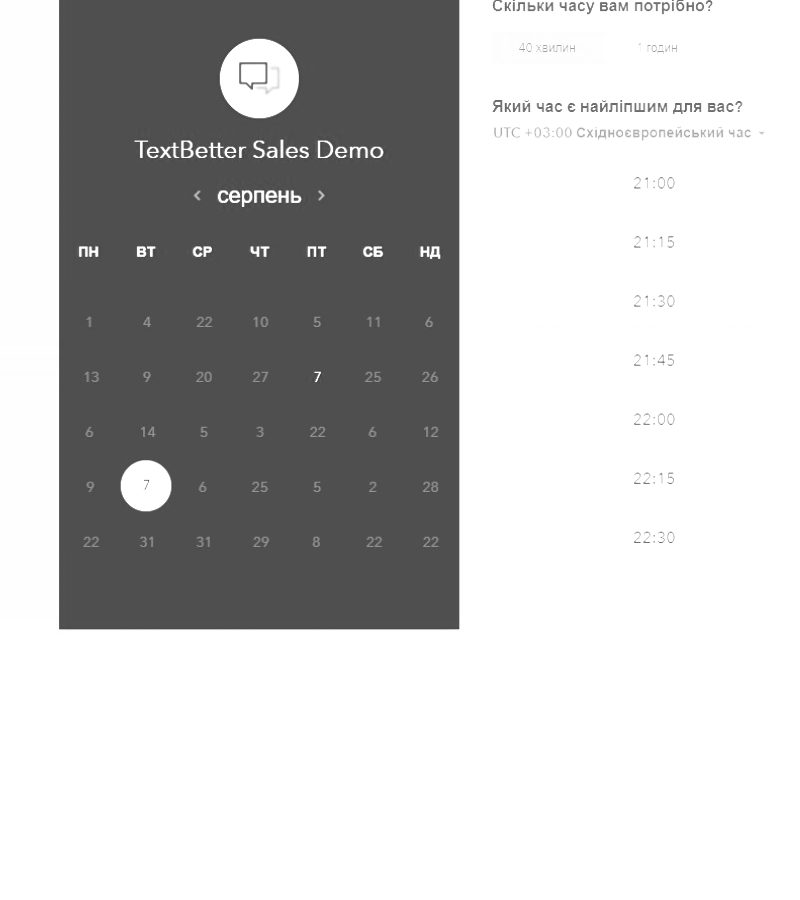 TextBetter Sales Demo
серпень
ПН ВТ СР ЧТ ПТ СБ НД
1 4 22 10 5 11 6
13 9 20 27 7 25 26
6 14 5 3 22 6 12
9 7 6 25 5 2 28
22 31 31 29 8 22 22
Скільки часу вам потрібно?
40 хвилин 1 годин
Який час є найліпшим для вас?
UTC +03:00 Східноєвропейський час
21:00
21:15
21:30
21:45
22:00
22:15
22:30